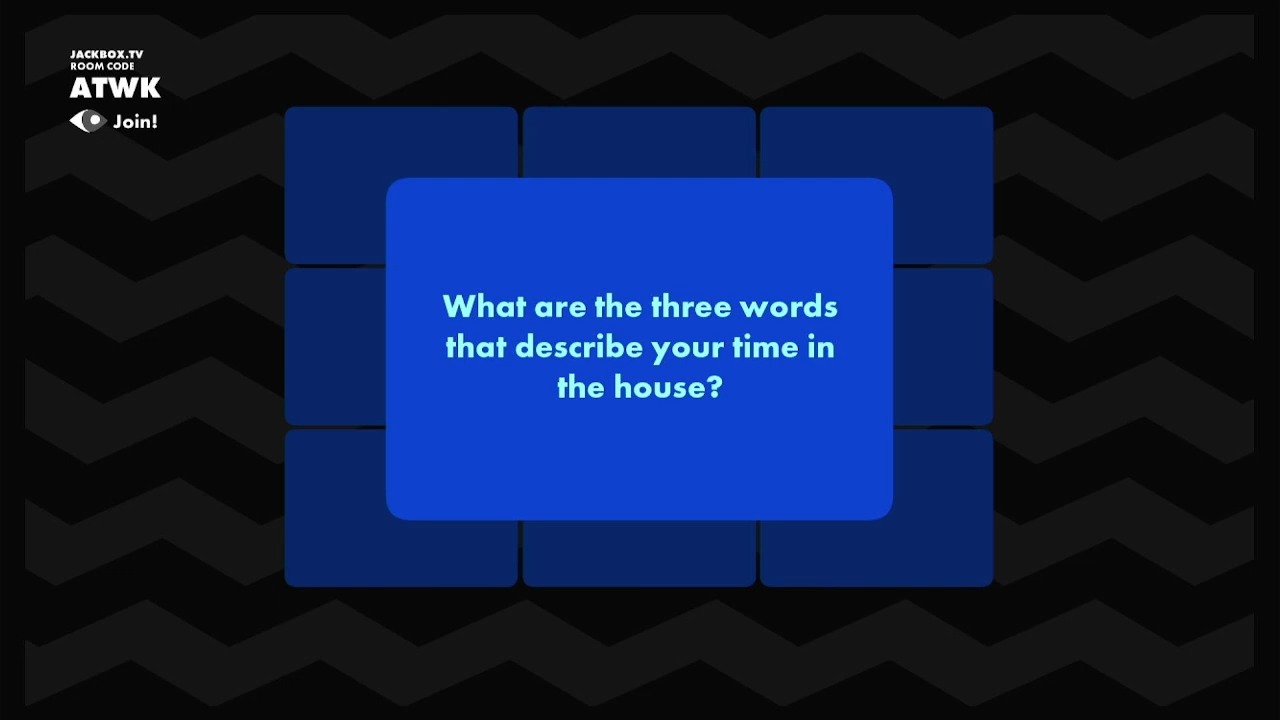 JACKBOX.TV
ROOM CODE
ATWK
Join!
What are the three words
that describe your time in
the house?